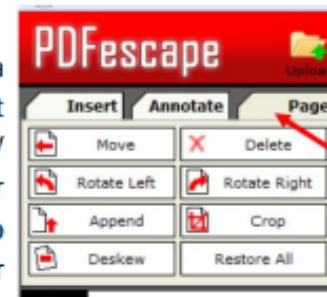 PDFescape
Upload
Insert Annotate Page
Move Delete
Rotate Left Rotate Right
Append Crop
Deskew Restore All